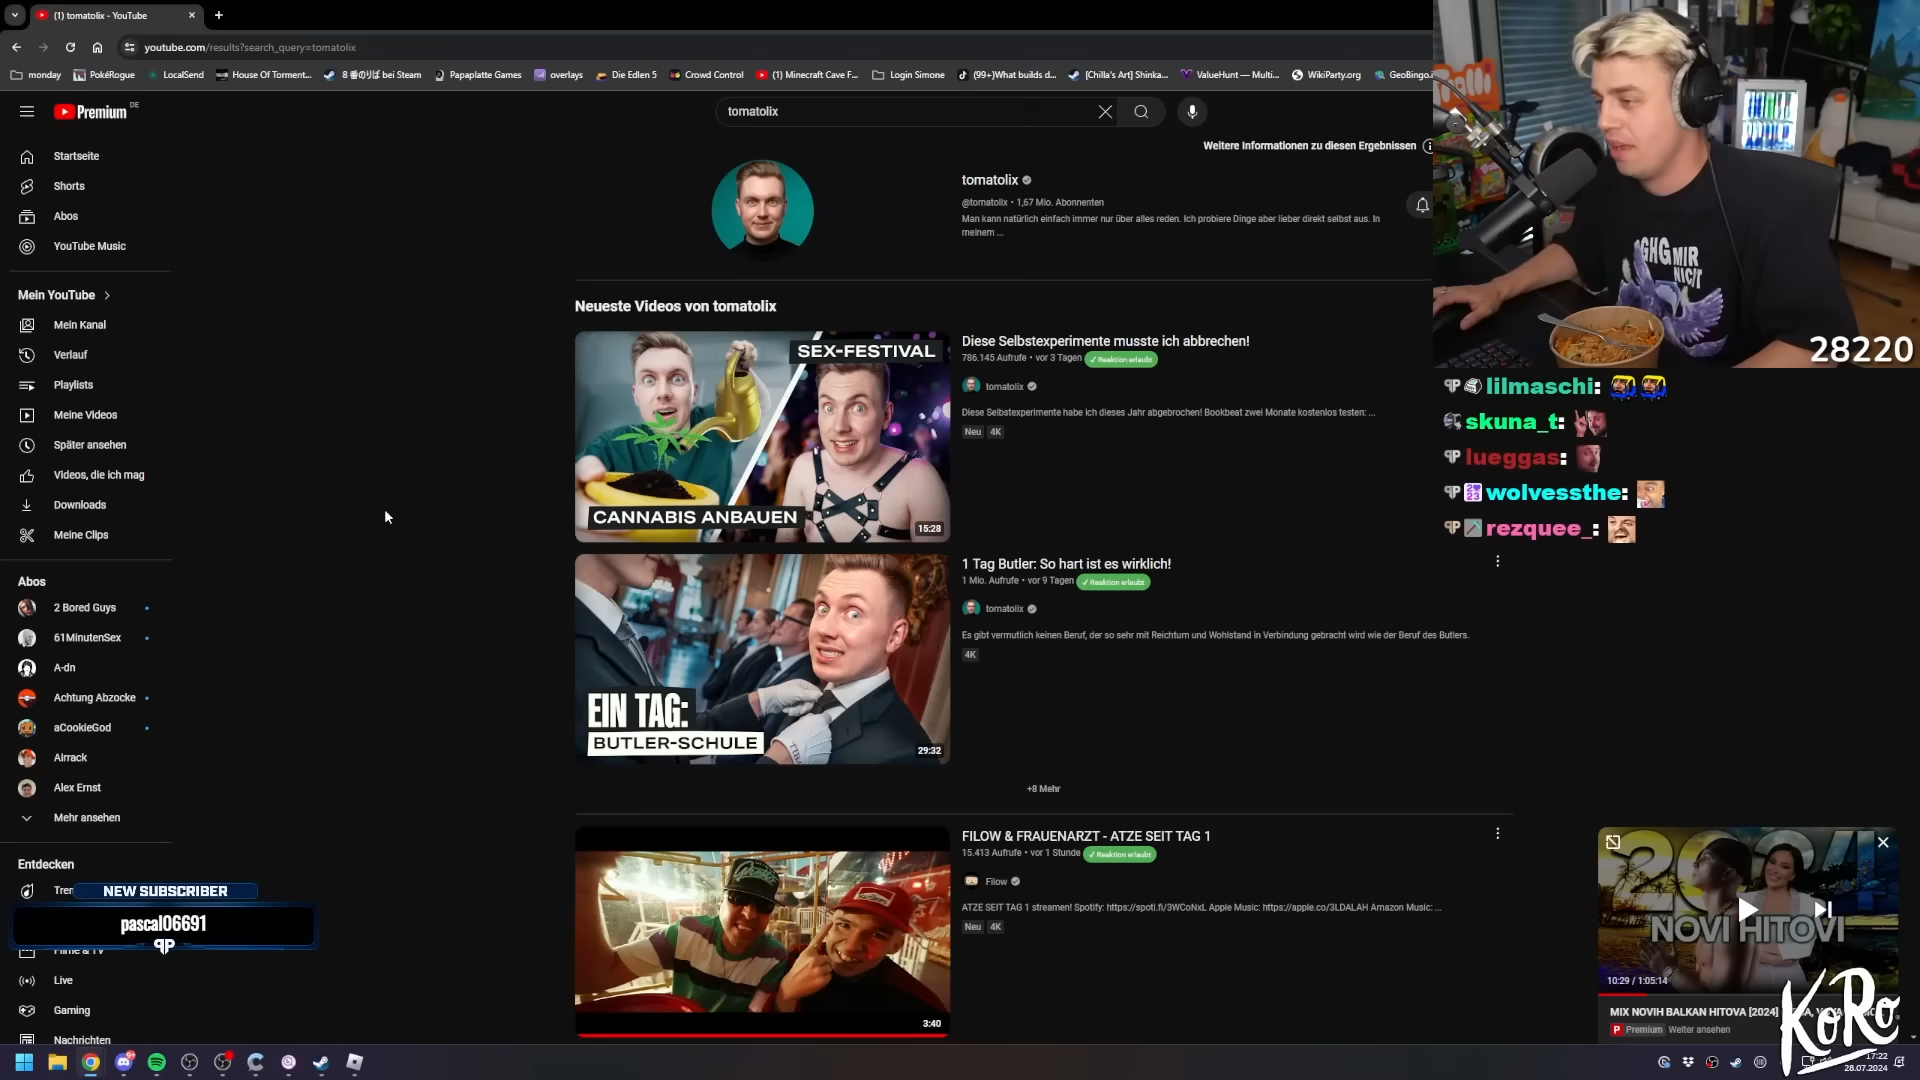 (1) tomatolix - YouTube
youtube.com/results?search_query=tomatolix
monday
PokéRogue
LocalSend
House Of Torment...
8 番のりば bei Steam
Papaplatte Games
overlays
Die Edlen 5
Crowd Control
(1) Minecraft Cave F...
Login Simone
(99+)What builds d...
[Chilla's Art] Shinka...
ValueHunt — Multi...
WikiParty.org
GeoBingo.i
Premium DE
tomatolix
Weitere Informationen zu diesen Ergebnissen
Startseite
Shorts
Abos
YouTube Music
Mein YouTube
Mein Kanal
Verlauf
Playlists
Meine Videos
Später ansehen
Videos, die ich mag
Downloads
Meine Clips
Abos
2 Bored Guys
61MinutenSex
A-dn
Achtung Abzocke
aCookieGod
Airrack
Alex Ernst
Mehr ansehen
Entdecken
NEW SUBSCRIBER
pascal06691
Filme & TV
Live
Gaming
Nachrichten
tomatolix
@tomatolix • 1,67 Mio. Abonnenten
Man kann natürlich einfach immer nur über alles reden. Ich probiere Dinge aber lieber direkt selbst aus. In
meinem ...
Neueste Videos von tomatolix
SEX-FESTIVAL
CANNABIS ANBAUEN
15:28
Diese Selbstexperimente musste ich abbrechen!
786.145 Aufrufe • vor 3 Tagen ✓ Reaktion erlaubt
tomatolix
Diese Selbstexperimente habe ich dieses Jahr abgebrochen! Bookbeat zwei Monate kostenlos testen: ...
Neu 4K
EIN TAG:
BUTLER-SCHULE
29:32
1 Tag Butler: So hart ist es wirklich!
1 Mio. Aufrufe • vor 9 Tagen ✓ Reaktion erlaubt
tomatolix
Es gibt vermutlich keinen Beruf, der so sehr mit Reichtum und Wohlstand in Verbindung gebracht wird wie der Beruf des Butlers.
4K
+8 Mehr
3:40
FILOW & FRAUENARZT - ATZE SEIT TAG 1
15.413 Aufrufe • vor 1 Stunde ✓ Reaktion erlaubt
Filow
ATZE SEIT TAG 1 streamen! Spotify: https://spoti.fi/3WCoNxL Apple Music: https://apple.co/3LDALAH Amazon Music: ...
Neu 4K
MIR
NICHT
28220
lilmaschi:
skuna_t:
lueggas:
wolvessthe:
rezquee_:
2024
NOVI HITOVI
10:29 / 1:05:14
MIX NOVIH BALKAN HITOVA [2024]
Premium Weiter ansehen
KoRo
17:22
28.07.2024